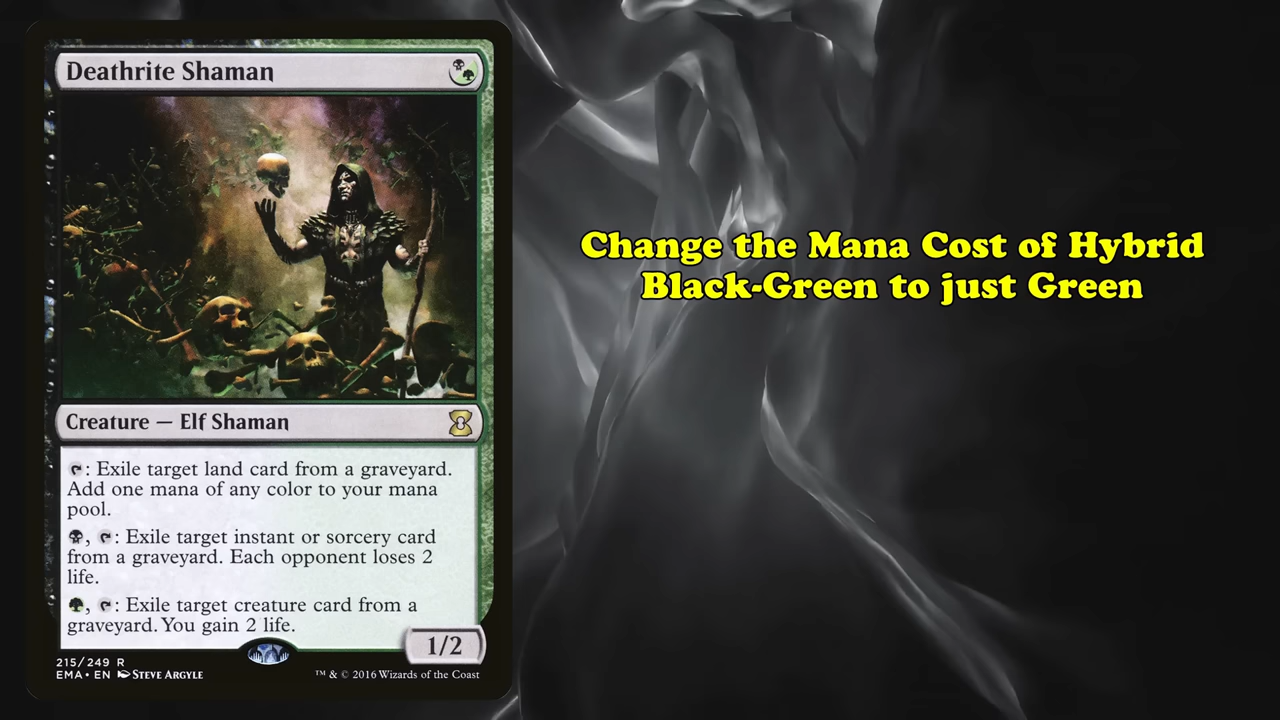 Deathrite Shaman
Change the Mana Cost of Hybrid
Black-Green to just Green
Creature — Elf Shaman
: Exile target land card from a graveyard.
Add one mana of any color to your mana
pool.
, : Exile target instant or sorcery card
from a graveyard. Each opponent loses 2
life.
, : Exile target creature card from a
graveyard. You gain 2 life.
1/2
215/249 R
EMA • EN STEVE ARGYLE
™ & © 2016 Wizards of the Coast